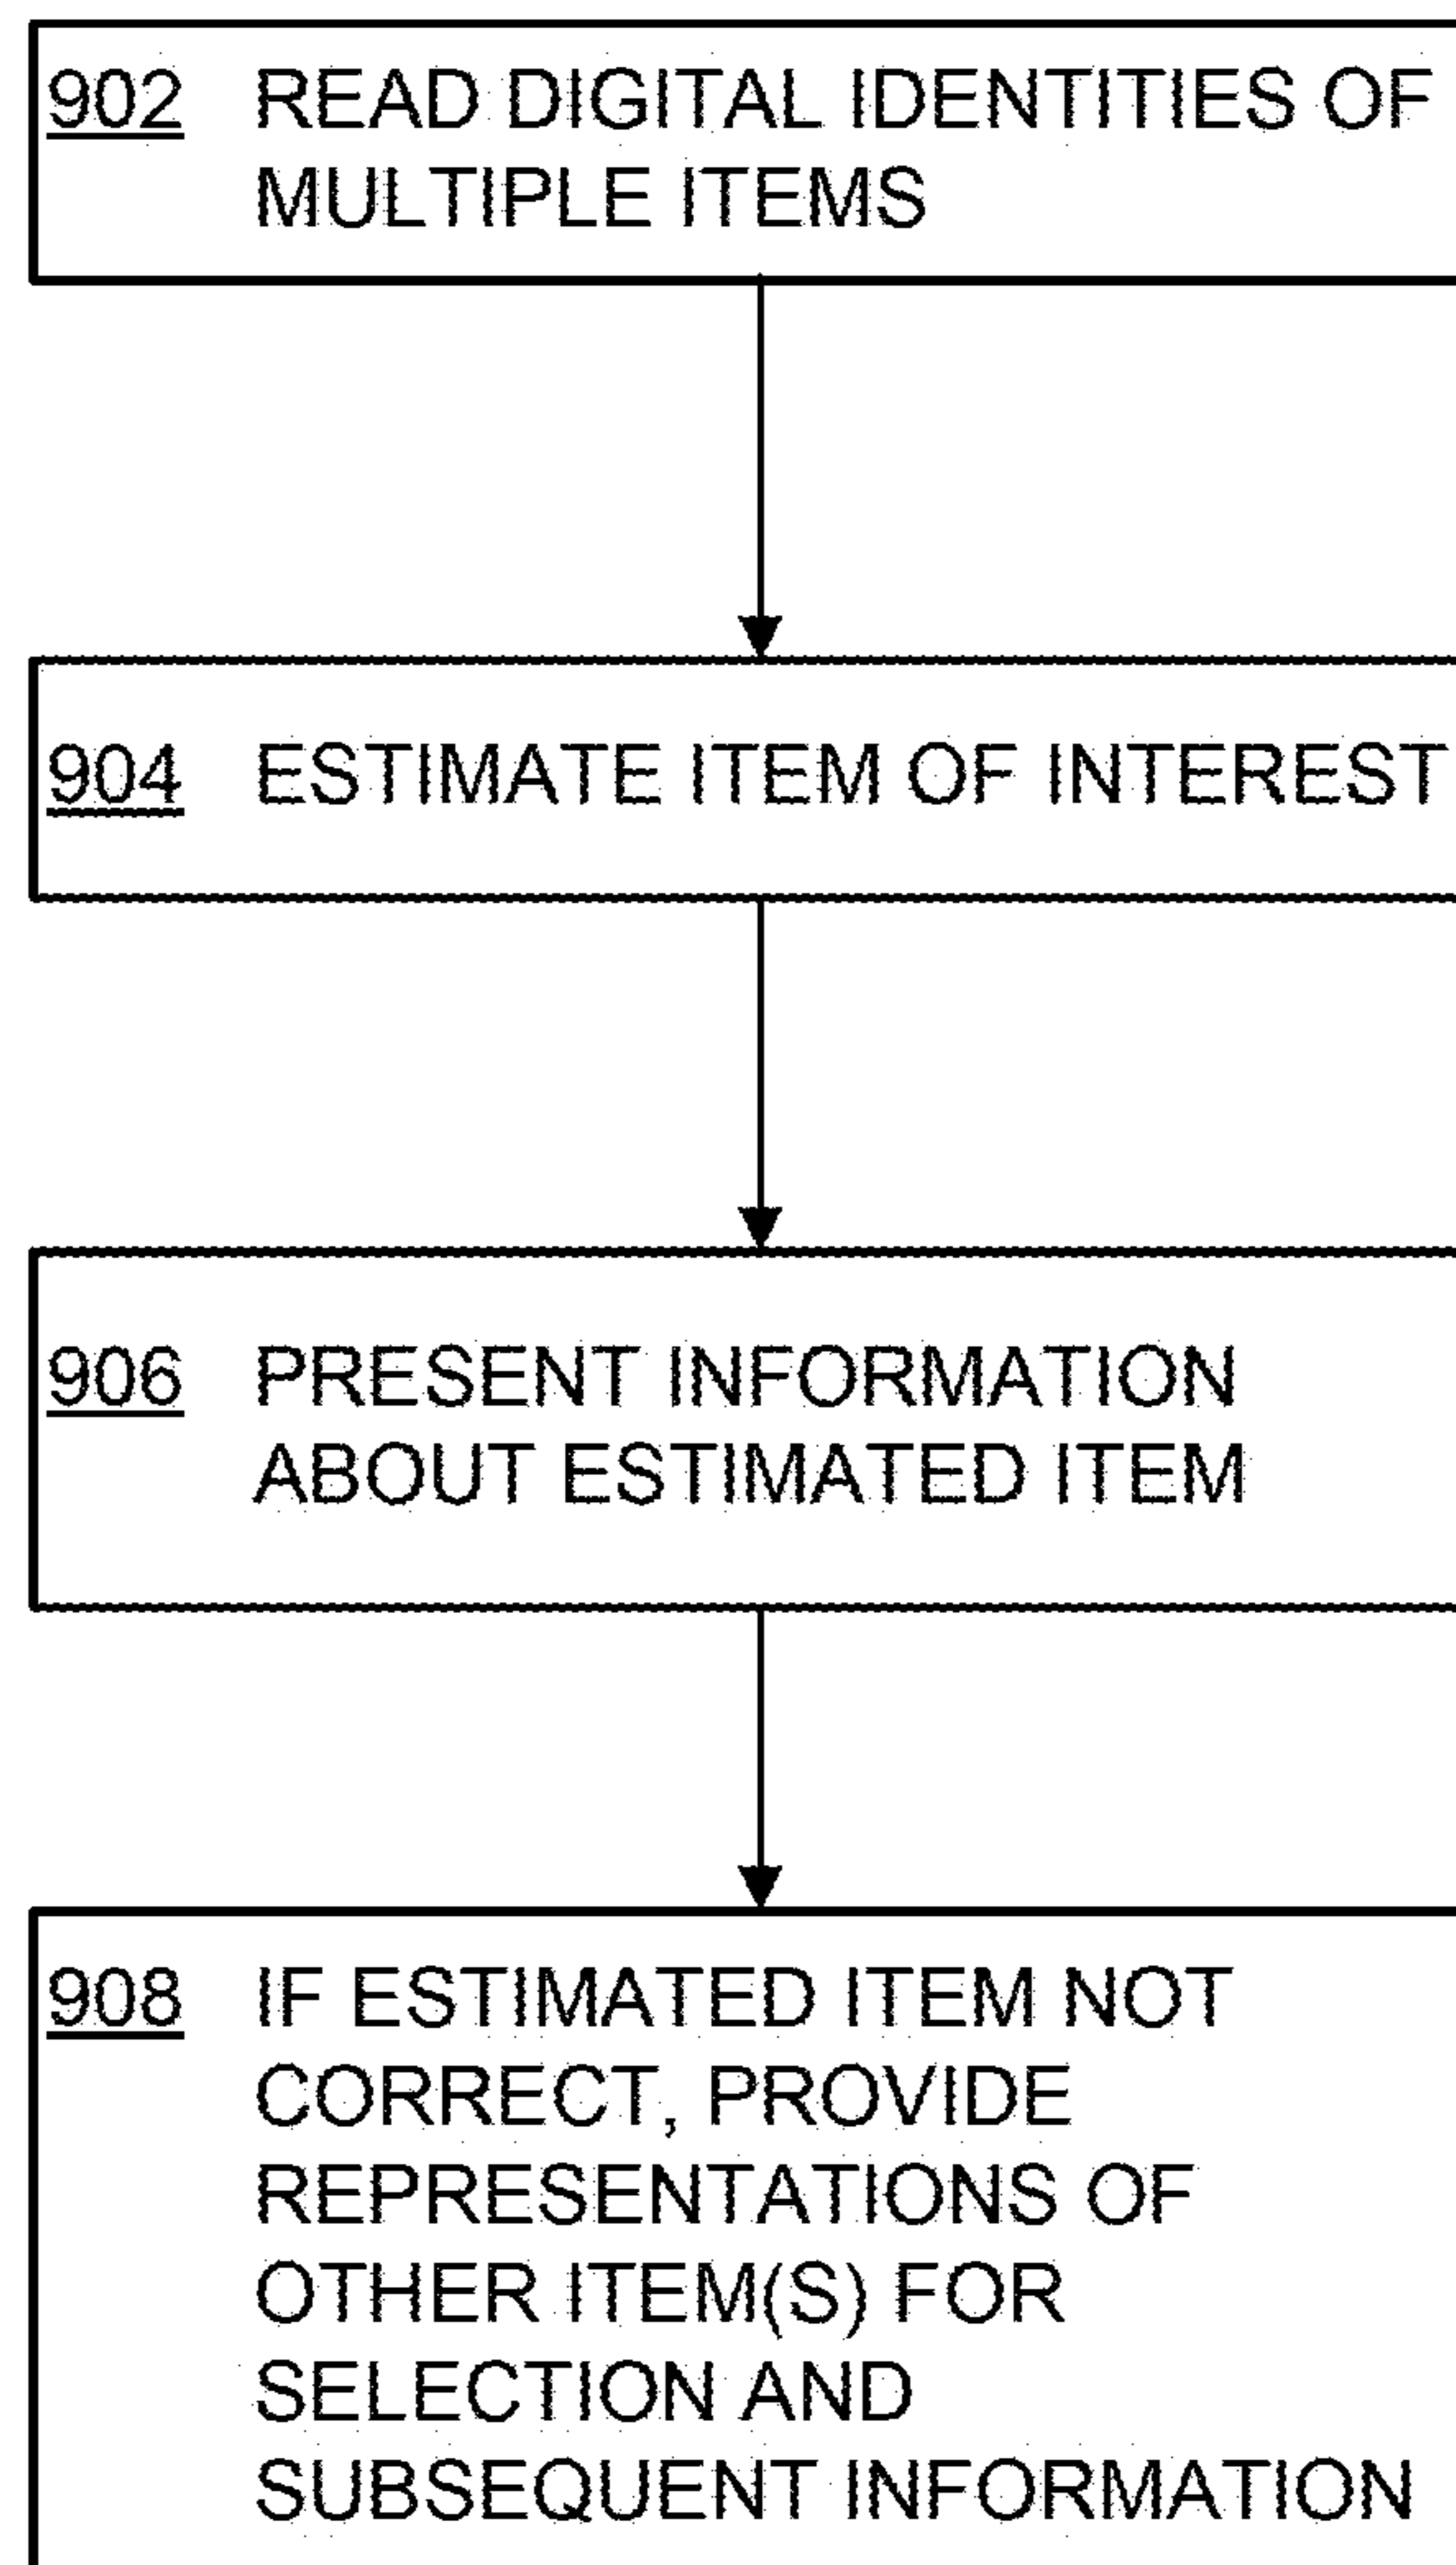 902 READ DIGITAL IDENTITIES OF
MULTIPLE ITEMS
904 ESTIMATE ITEM OF INTEREST
906 PRESENT INFORMATION
ABOUT ESTIMATED ITEM
908 IF ESTIMATED ITEM NOT
CORRECT, PROVIDE
REPRESENTATIONS OF
OTHER ITEM(S) FOR
SELECTION AND
SUBSEQUENT INFORMATION